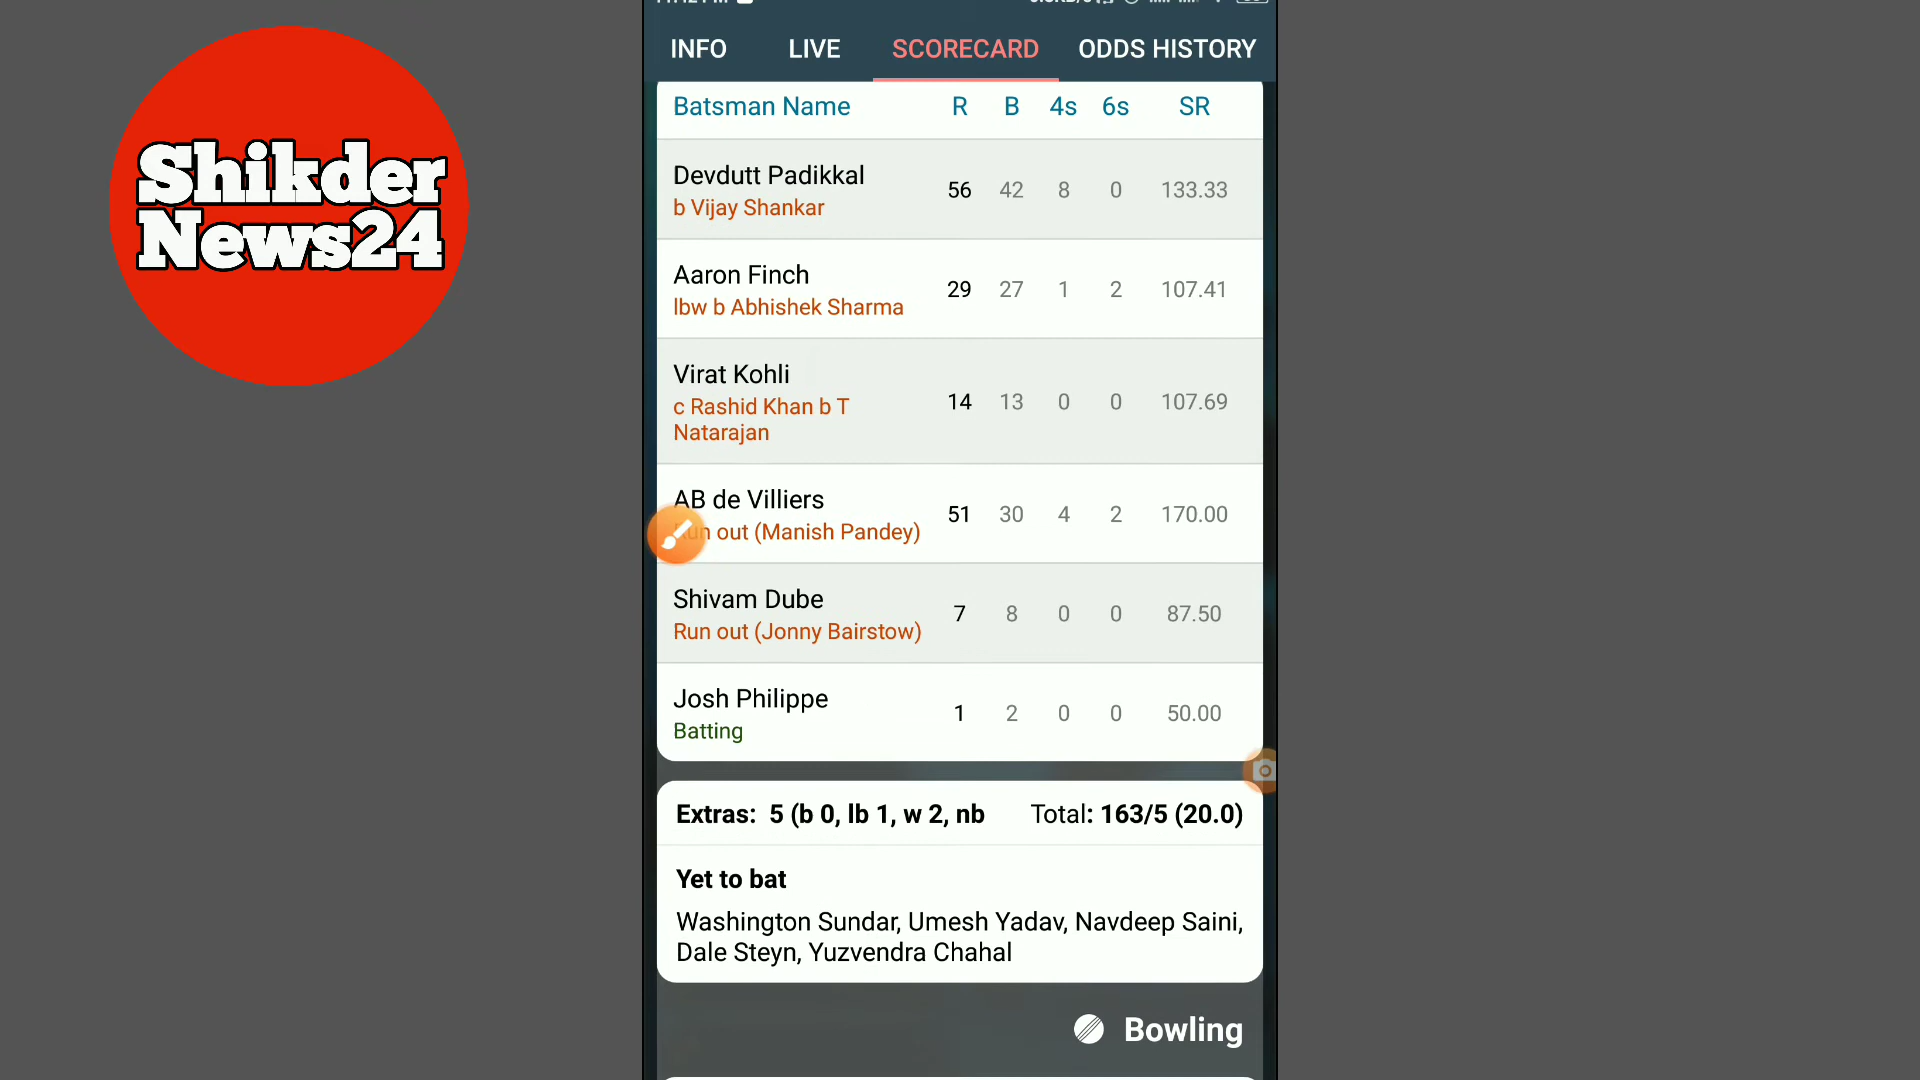 Shikder
News24
INFO LIVE SCORECARD ODDS HISTORY
Batsman Name R B 4s 6s SR
Devdutt Padikkal
b Vijay Shankar
56 42 8 0 133.33
Aaron Finch
lbw b Abhishek Sharma
29 27 1 2 107.41
Virat Kohli
c Rashid Khan b T
Natarajan
14 13 0 0 107.69
AB de Villiers
out (Manish Pandey)
51 30 4 2 170.00
Shivam Dube
Run out (Jonny Bairstow)
7 8 0 0 87.50
Josh Philippe
Batting
1 2 0 0 50.00
Extras: 5 (b 0, lb 1, w 2, nb Total: 163/5 (20.0)
Yet to bat
Washington Sundar, Umesh Yadav, Navdeep Saini,
Dale Steyn, Yuzvendra Chahal
Bowling